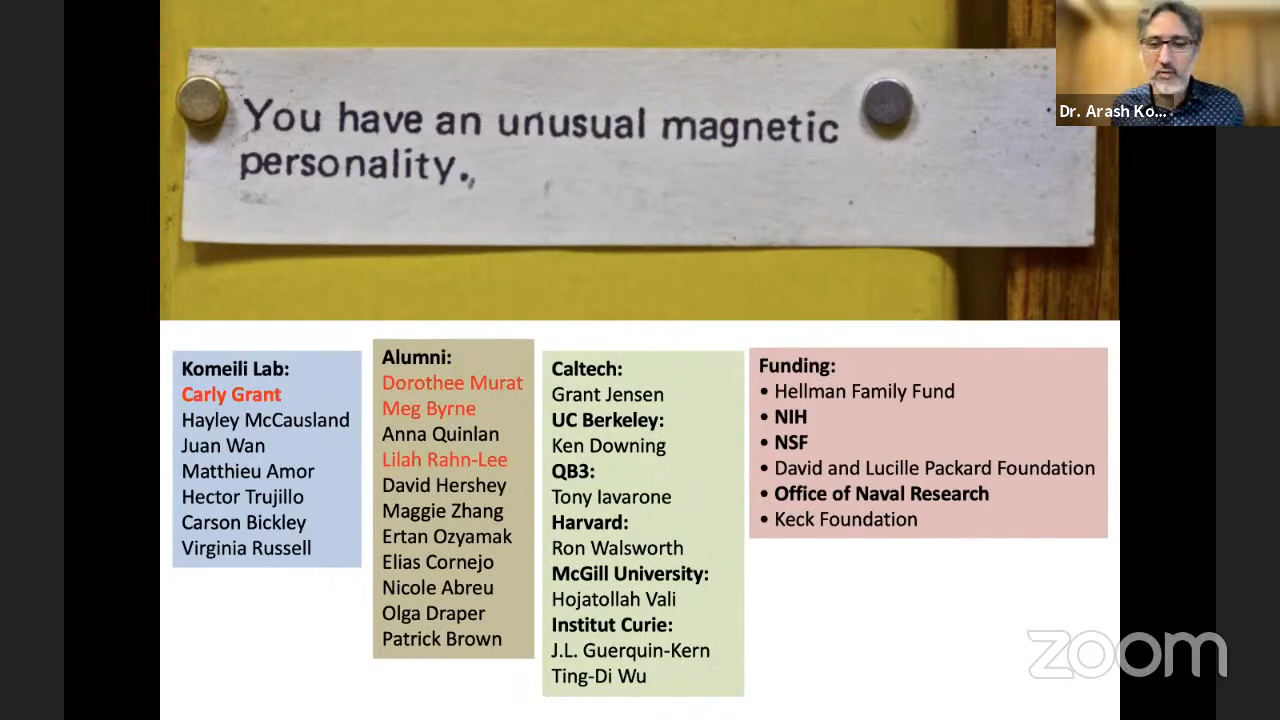 You have an unusual magnetic
personality.,
Dr. Arash Ko...
Komeili Lab:
Carly Grant
Hayley McCausland
Juan Wan
Matthieu Amor
Hector Trujillo
Carson Bickley
Virginia Russell
Alumni:
Dorothee Murat
Meg Byrne
Anna Quinlan
Lilah Rahn-Lee
David Hershey
Maggie Zhang
Ertan Ozyamak
Elias Cornejo
Nicole Abreu
Olga Draper
Patrick Brown
Caltech:
Grant Jensen
UC Berkeley:
Ken Downing
QB3:
Tony Iavarone
Harvard:
Ron Walsworth
McGill University:
Hojatollah Vali
Institut Curie:
J.L. Guerquin-Kern
Ting-Di Wu
Funding:
• Hellman Family Fund
• NIH
• NSF
• David and Lucille Packard Foundation
• Office of Naval Research
• Keck Foundation
zoom